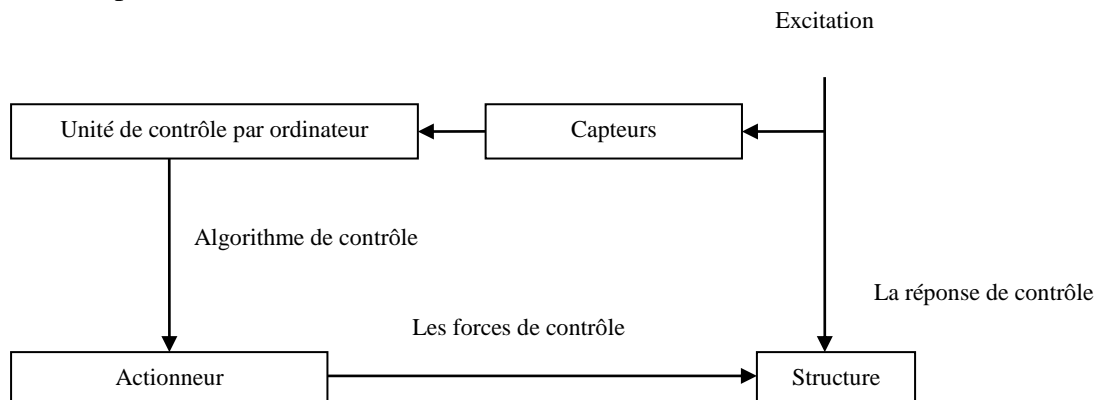 Excitation
Unité de contrôle par ordinateur
Capteurs
Algorithme de contrôle
La réponse de contrôle
Les forces de contrôle
Actionneur
Structure